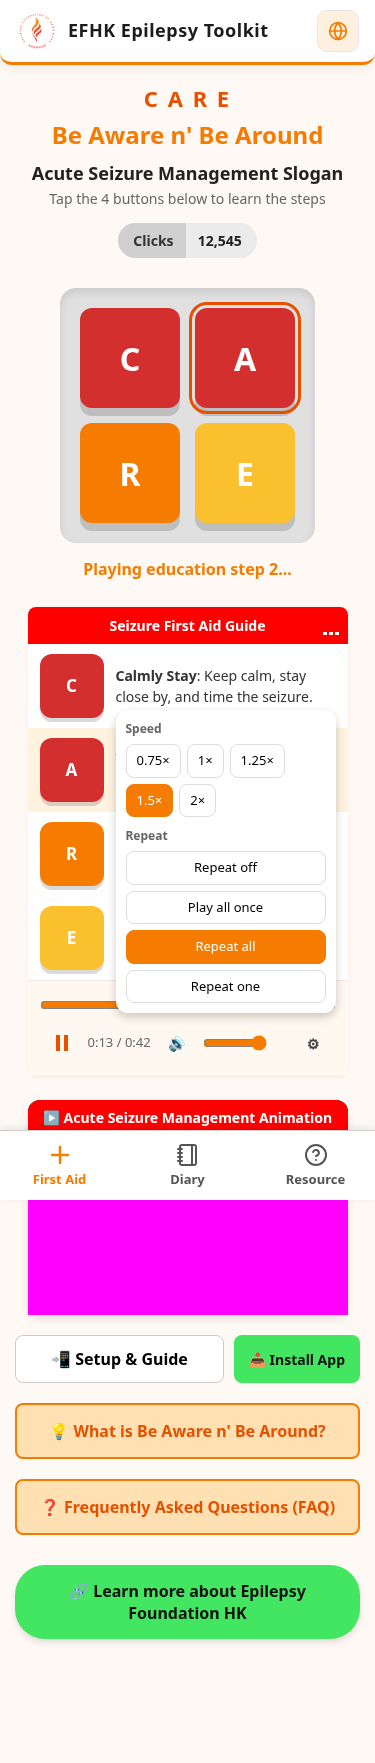 EFHK Epilepsy Toolkit
CARE
Be Aware n' Be Around
Acute Seizure Management Slogan
Tap the 4 buttons below to learn the steps
Clicks 12,545
C A
R E
Playing education step 2...
Seizure First Aid Guide ...
C
Calmly Stay: Keep calm, stay
close by, and time the seizure.
A
R
E
Speed
0.75× 1× 1.25×
1.5× 2×
Repeat
Repeat off
Play all once
Repeat all
Repeat one
0:13 / 0:42
▶️ Acute Seizure Management Animation
First Aid Diary Resource
📲 Setup & Guide 📥 Install App
💡 What is Be Aware n' Be Around?
❓ Frequently Asked Questions (FAQ)
🔗 Learn more about Epilepsy
Foundation HK